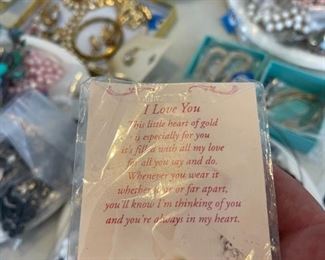 I Love You
This little heart of gold
is especially for you
it's filled with all my love
for all you say and do.
Whenever you wear it
whether near or far apart,
you'll know I'm thinking of you
and you're always in my heart.